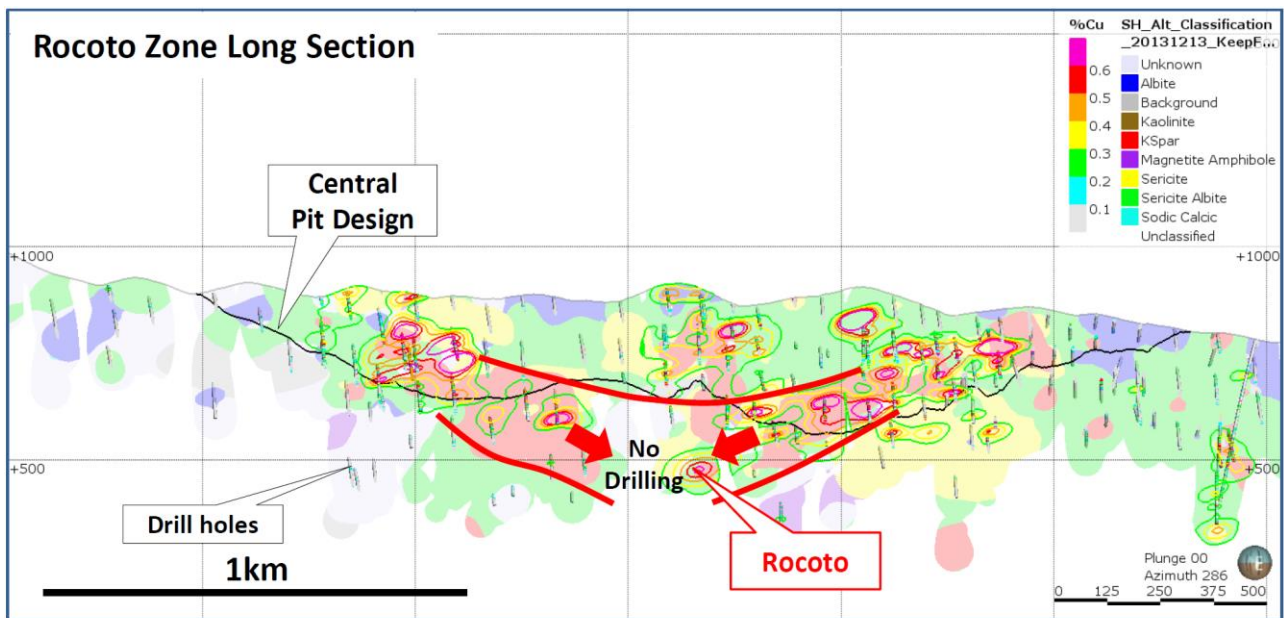 Rocoto Zone Long Section
%Cu
0.6
0.5
0.4
0.3
0.2
0.1
SH_Alt_Classification
_20131213_KeepF...
Unknown
Albite
Background
Kaolinite
KSpar
Magnetite Amphibole
Sericite
Sericite Albite
Sodic Calcic
Unclassified
Central
Pit Design
+1000
+1000
+500
+500
No
Drilling
Drill holes
Rocoto
1km
Plunge 00
Azimuth 286
0 125 250 375 500